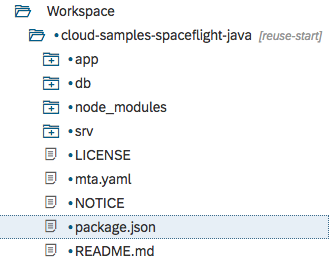 Workspace
• cloud-samples-spaceflight-java [reuse-start]
• app
• db
• node_modules
• srv
• LICENSE
• mta.yaml
• NOTICE
• package.json
• README.md